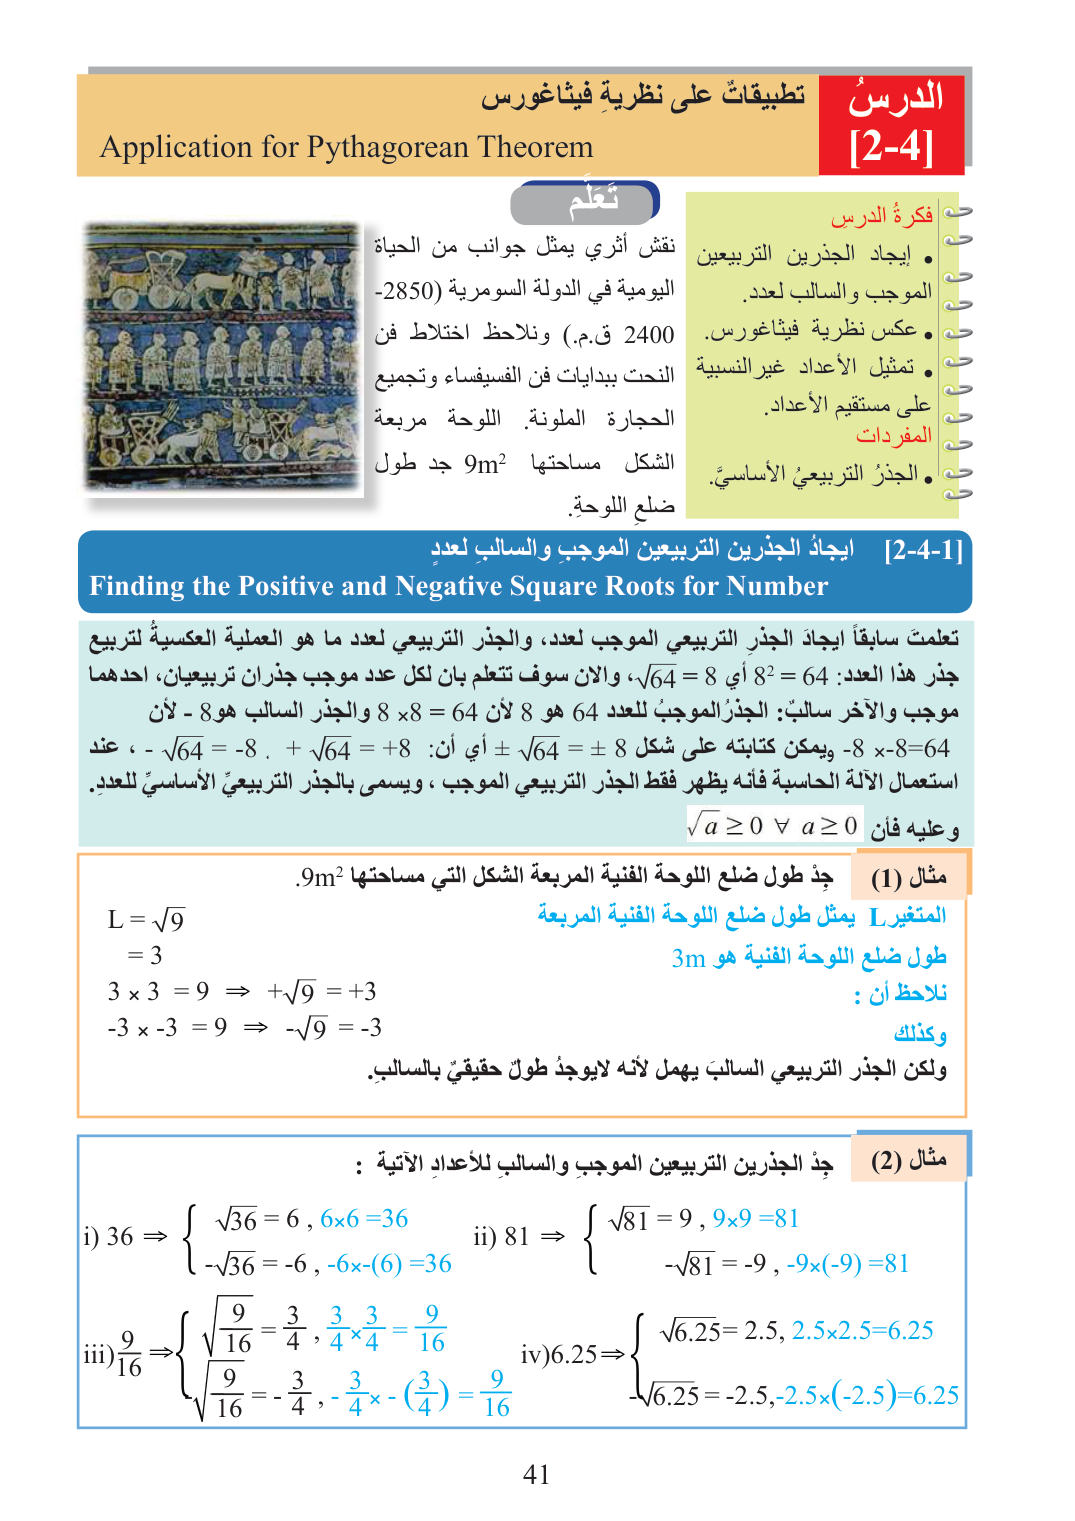 الدرسُ
[2-4]
تطبيقاتٌ على نظريةِ فيثاغورس
Application for Pythagorean Theorem
فكرةُ الدرسِ
• إيجاد الجذرين التربيعين
الموجب والسالب لعدد.
• عكس نظرية فيثاغورس.
• تمثيل الأعداد غيرالنسبية
على مستقيم الأعداد.
المفردات
• الجذرُ التربيعيُ الأساسيَّ.
تَعَلَّم
نقش أثري يمثل جوانب من الحياة
اليومية في الدولة السومرية (2850-
2400 ق.م.) ونلاحظ اختلاط فن
النحت ببدايات فن الفسيفساء وتجميع
الحجارة الملونة. اللوحة مربعة
الشكل مساحتها 9m² جد طول
ضلعِ اللوحةِ.
[2-4-1] ايجادُ الجذرين التربيعين الموجبِ والسالبِ لعددٍ
Finding the Positive and Negative Square Roots for Number
تعلمتَ سابقاً ايجادَ الجذرِ التربيعي الموجب لعدد، والجذر التربيعي لعدد ما هو العملية العكسيةُ لتربيع
جذر هذا العدد: 8² = 64 أي 8 = √64، والان سوف تتعلم بان لكل عدد موجب جذران تربيعيان، احدهما
موجب والآخر سالبٌ: الجذرُالموجبُ للعدد 64 هو 8 لأن 64 = 8× 8 والجذر السالب هو8 - لأن
-8 ×-8=64 ويمكن كتابته على شكل ± √64 = ± 8 أي أن: + √64 = +8 , - √64 = -8 ، عند
استعمال الآلة الحاسبة فأنه يظهر فقط الجذر التربيعي الموجب ، ويسمى بالجذر التربيعيِّ الأساسيِّ للعددِ.
وعليه فأن √a ≥ 0 ∀ a ≥ 0
مثال (1) جِدْ طول ضلع اللوحة الفنية المربعة الشكل التي مساحتها 9m².
المتغيرL يمثل طول ضلع اللوحة الفنية المربعة L = √9
طول ضلع اللوحة الفنية هو 3m = 3
نلاحظ أن : 3 × 3 = 9 ⇒ +√9 = +3
وكذلك -3 × -3 = 9 ⇒ -√9 = -3
ولكن الجذر التربيعي السالبَ يهمل لأنه لايوجدُ طولٌ حقيقيٌ بالسالبِ.
مثال (2) جِدْ الجذرين التربيعين الموجبِ والسالبِ للأعدادِ الآتية :
i) 36 ⇒ { √36 = 6 , 6×6 =36
-√36 = -6 , -6×-(6) =36
ii) 81 ⇒ { √81 = 9 , 9×9 =81
-√81 = -9 , -9×(-9) =81
iii) 9/16 ⇒ { √(9/16) = 3/4 , 3/4 × 3/4 = 9/16
-√(9/16) = - 3/4 , - 3/4 × - (3/4) = 9/16
iv)6.25⇒ { √6.25= 2.5, 2.5×2.5=6.25
-√6.25 = -2.5,-2.5×(-2.5)=6.25
41